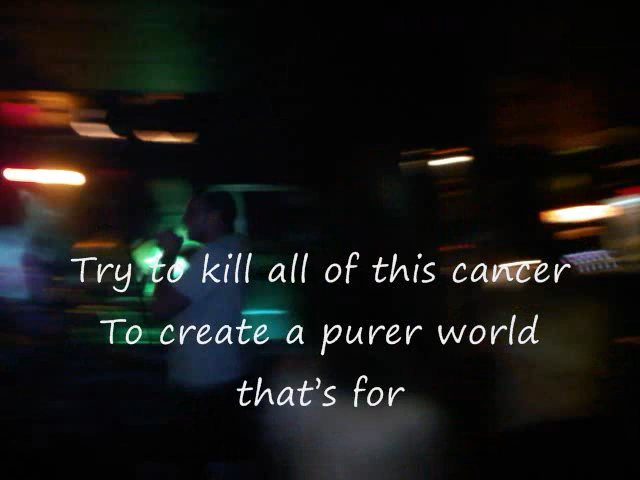 Try to kill all of this cancer
To create a purer world
that's for